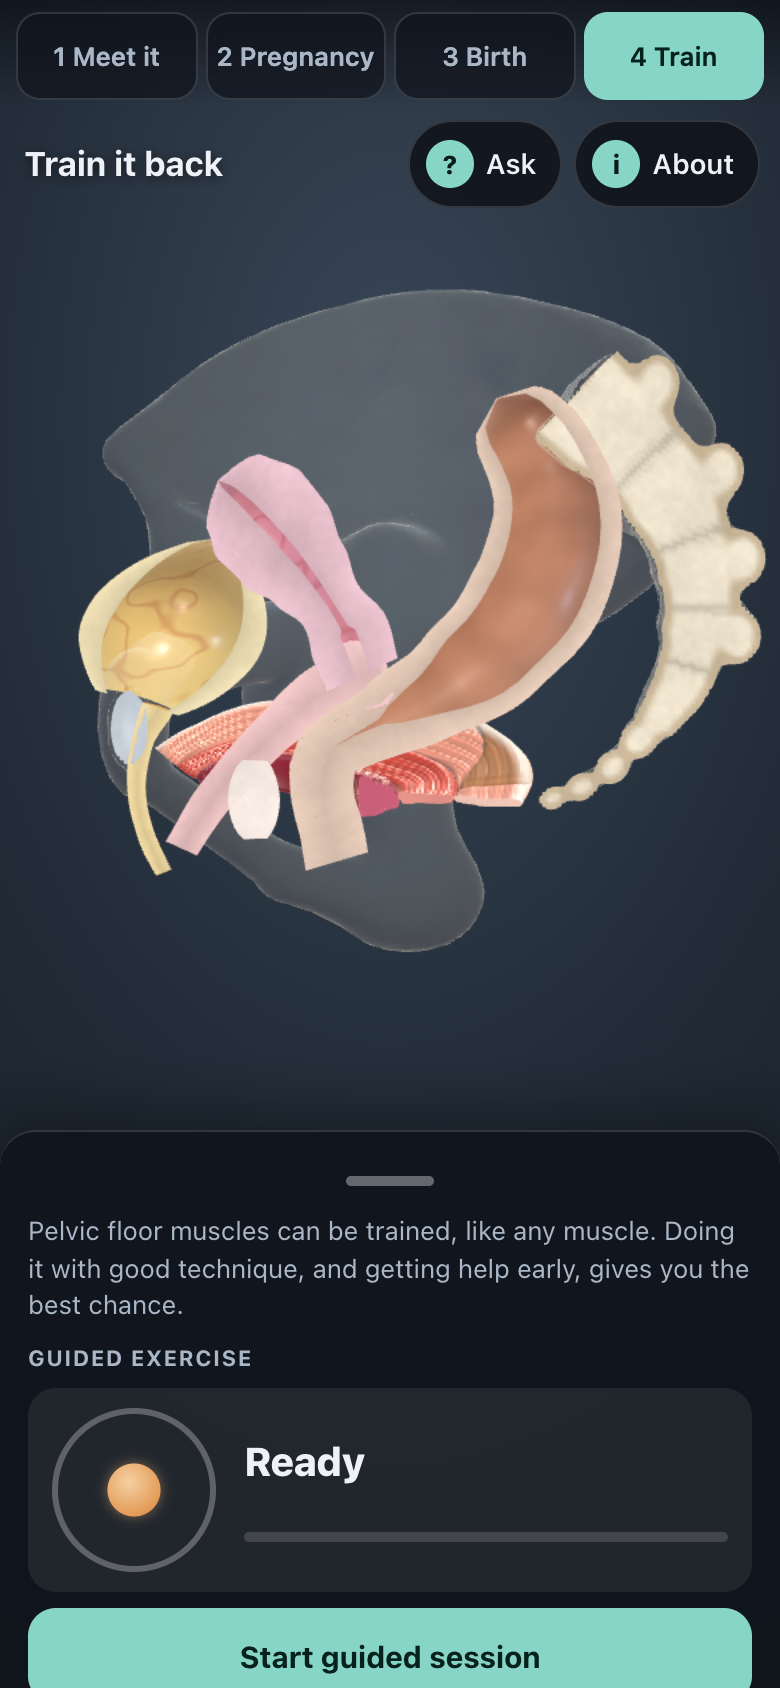 1 Meet it
2 Pregnancy
3 Birth
4 Train
Train it back
? Ask
i About
Pelvic floor muscles can be trained, like any muscle. Doing
it with good technique, and getting help early, gives you the
best chance.
GUIDED EXERCISE
Ready
Start guided session